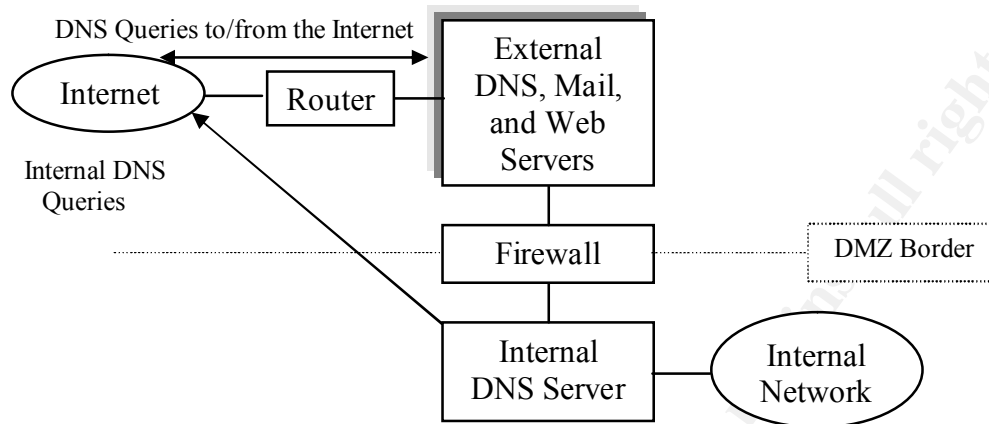 DNS Queries to/from the Internet
External
DNS, Mail,
and Web
Servers
Internet
Router
Internal DNS
Queries
Firewall
DMZ Border
Internal
DNS Server
Internal
Network